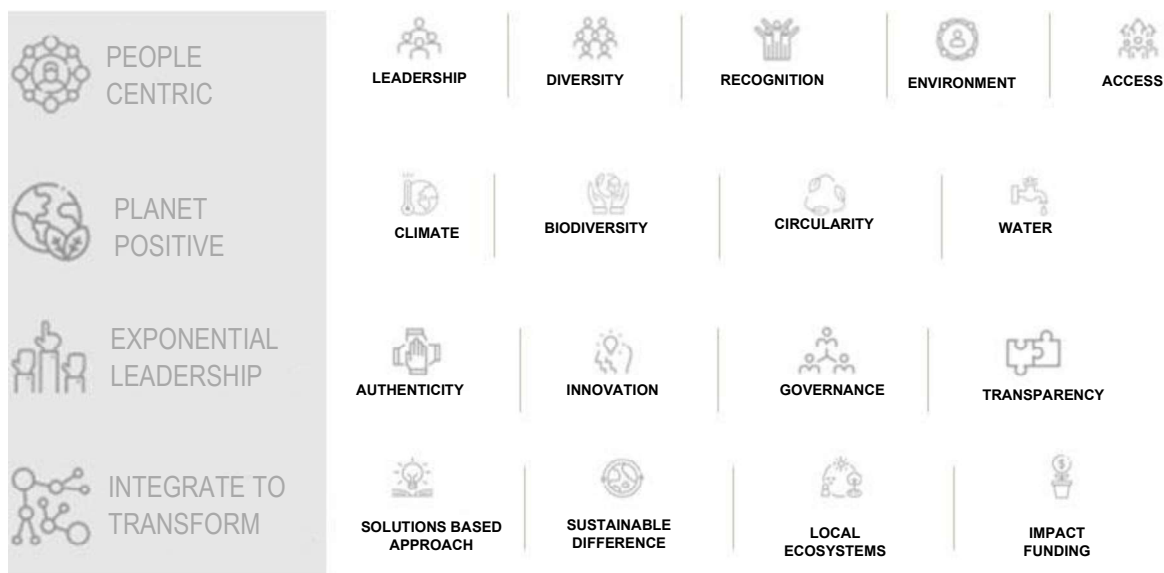 PEOPLE
CENTRIC
LEADERSHIP
DIVERSITY
RECOGNITION
ENVIRONMENT
ACCESS
PLANET
POSITIVE
CLIMATE
BIODIVERSITY
CIRCULARITY
WATER
EXPONENTIAL
LEADERSHIP
AUTHENTICITY
INNOVATION
GOVERNANCE
TRANSPARENCY
INTEGRATE TO
TRANSFORM
SOLUTIONS BASED
APPROACH
SUSTAINABLE
DIFFERENCE
LOCAL
ECOSYSTEMS
IMPACT
FUNDING